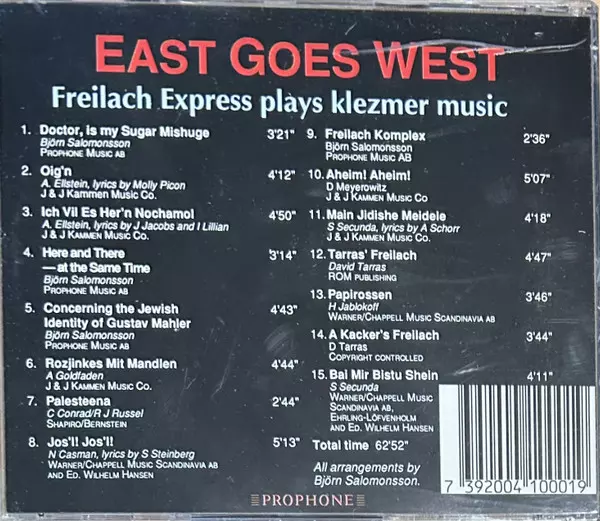 EAST GOES WEST
Freilach Express plays klezmer music
1. Doctor, is my Sugar Mishuge 3'21"
Björn Salomonsson
PROPHONE MUSIC AB
2. Oig'n 4'12"
A. Ellstein, lyrics by Molly Picon
J & J KAMMEN MUSIC CO.
3. Ich Vil Es Her'n Nochamol 4'50"
A. Ellstein, lyrics by J Jacobs and I Lillian
J & J KAMMEN MUSIC CO.
4. Here and There 3'14"
—at the Same Time
Björn Salomonsson
PROPHONE MUSIC AB
5. Concerning the Jewish 4'43"
Identity of Gustav Mahler
Björn Salomonsson
PROPHONE MUSIC AB
6. Rozjinkes Mit Mandlen 4'44"
A Goldfaden
J & J KAMMEN MUSIC CO.
7. Palesteena 2'44"
C Conrad/R J Russel
SHAPIRO/BERNSTEIN
8. Jos'l! Jos'l! 5'13"
N Casman, lyrics by S Steinberg
WARNER/CHAPPELL MUSIC SCANDINAVIA AB
AND ED. WILHELM HANSEN
9. Freilach Komplex 2'36"
Björn Salomonsson
PROPHONE MUSIC AB
10. Aheim! Aheim! 5'07"
D Meyerowitz
J & J KAMMEN MUSIC CO.
11. Main Jidishe Meidele 4'18"
S Secunda, lyrics by A Schorr
J & J KAMMEN MUSIC CO.
12. Tarras' Freilach 4'47"
David Tarras
ROM PUBLISHING
13. Papirossen 3'46"
H Jablokoff
WARNER/CHAPPELL MUSIC SCANDINAVIA AB
14. A Kacker's Freilach 3'44"
D Tarras
COPYRIGHT CONTROLLED
15. Bai Mir Bistu Shein 4'11"
S Secunda
WARNER/CHAPPELL MUSIC
SCANDINAVIA AB,
EHRLING-LÖFVENHOLM
AND ED. WILHELM HANSEN
Total time 62'52"
All arrangements by
Björn Salomonsson.
7 392004 100019
PROPHONE